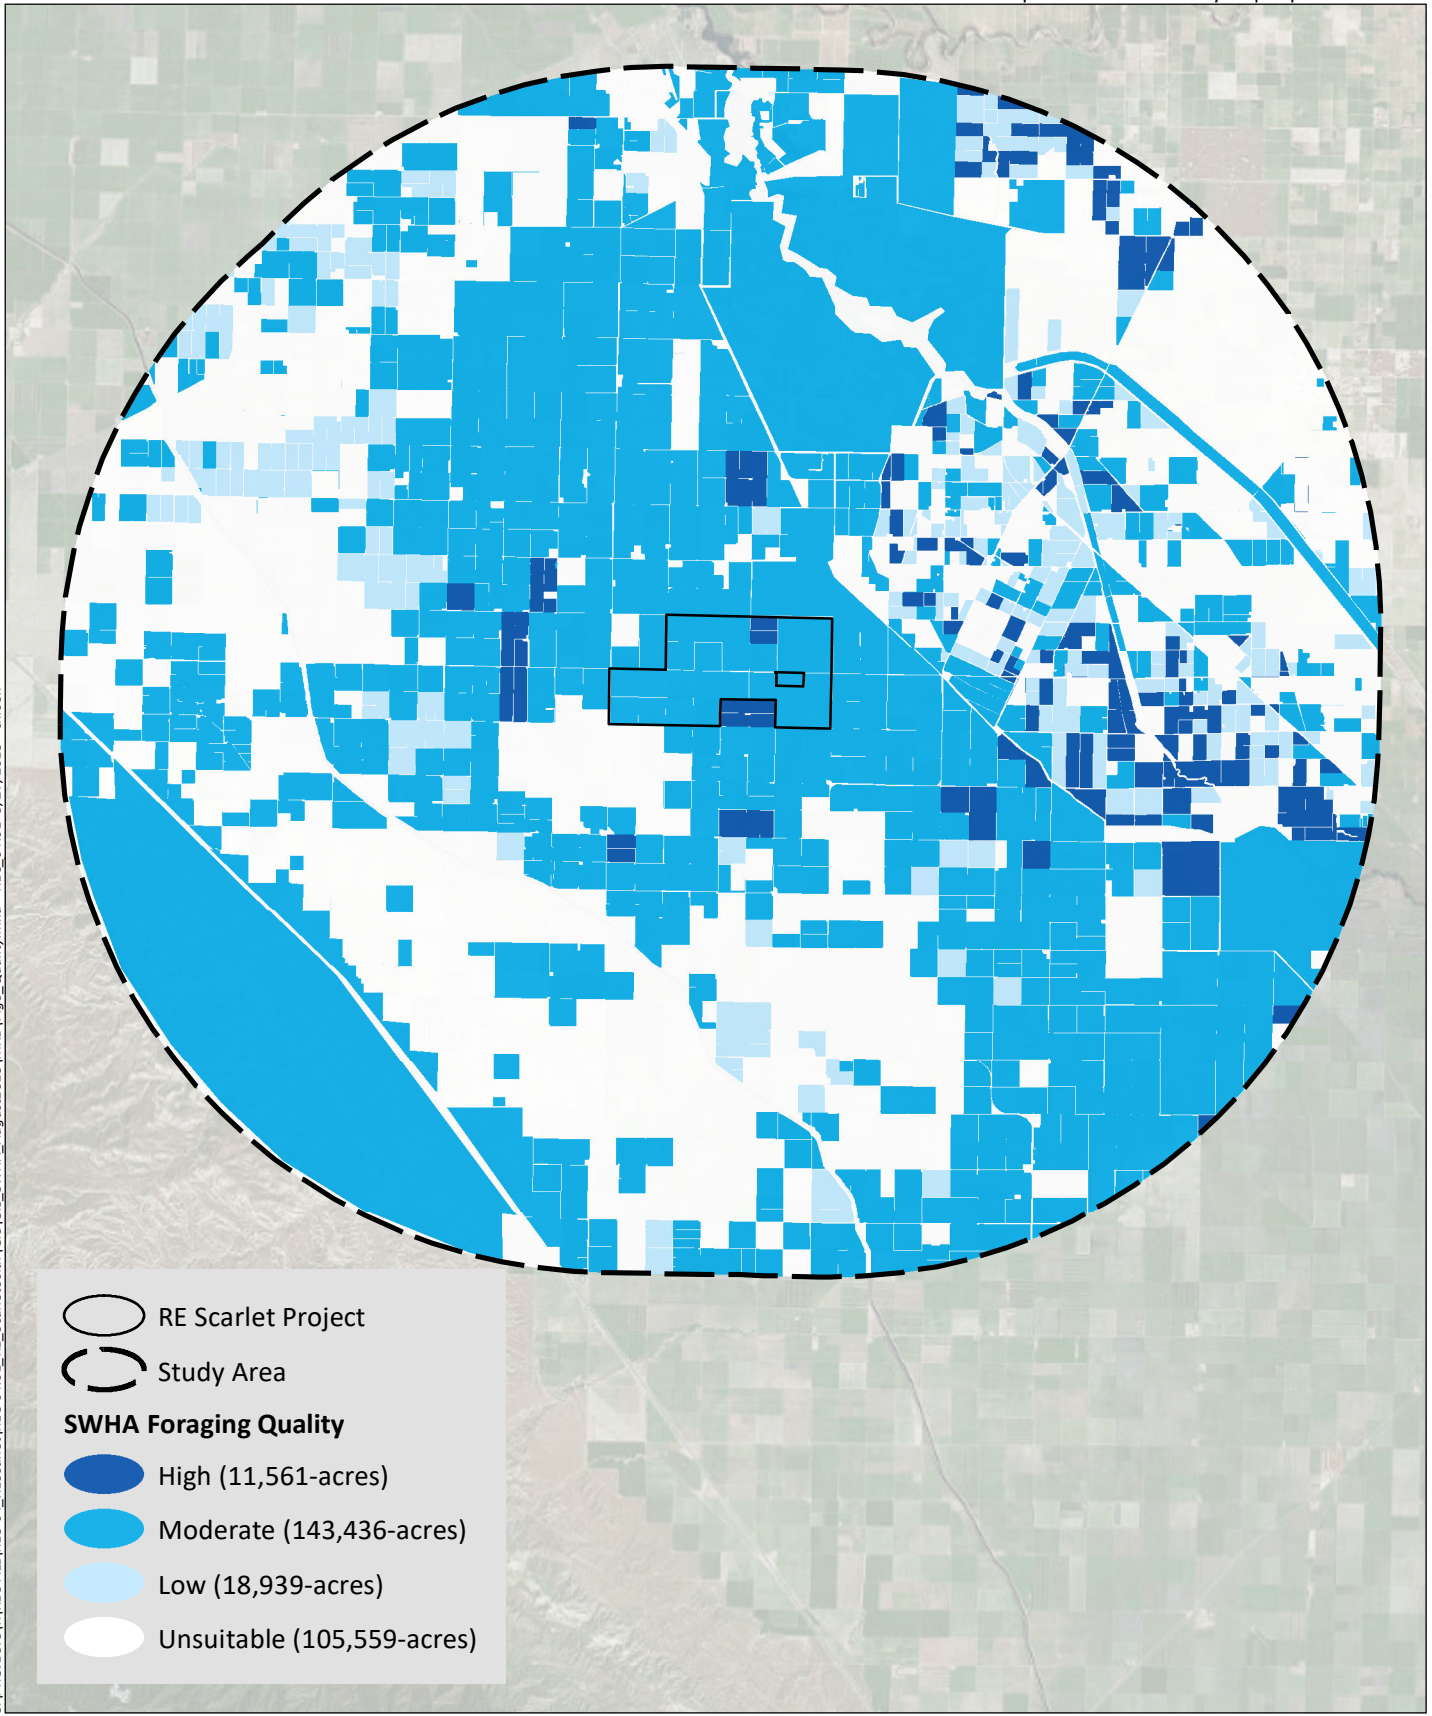 RE Scarlet Project
Study Area
SWHA Foraging Quality
High (11,561-acres)
Moderate (143,436-acres)
Low (18,939-acres)
Unsuitable (105,559-acres)